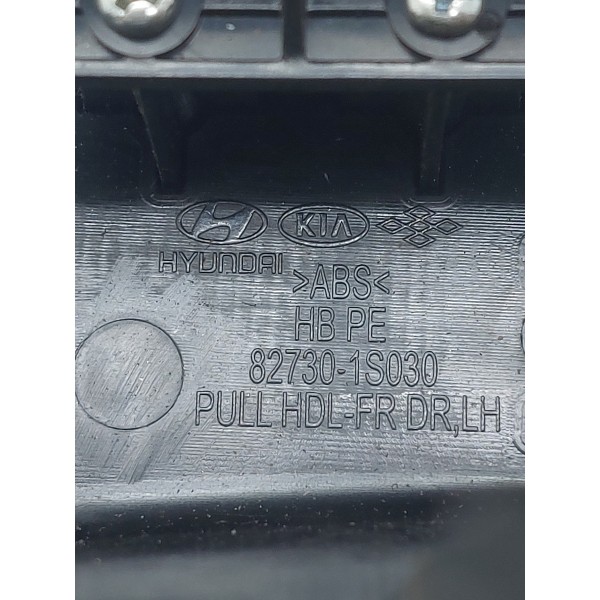 KIA
HYUNDAI
>ABS<
HB PE
82730-1S030
PULL HDL-FR DR,LH